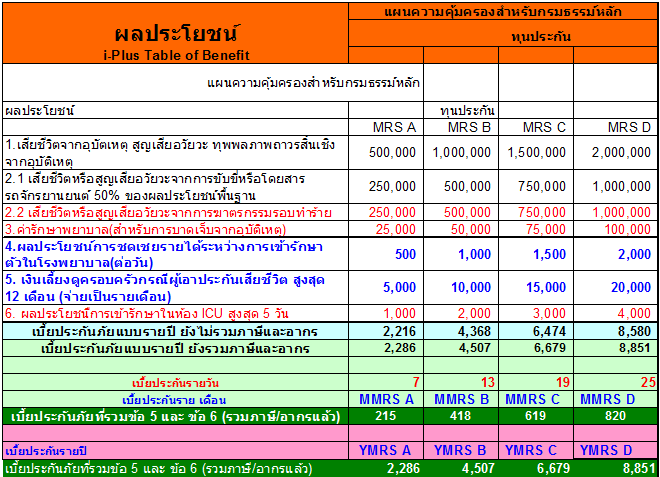 ผลประโยชน์
i-Plus Table of Benefit
แผนความคุ้มครองสำหรับกรมธรรม์หลัก
ทุนประกัน
แผนความคุ้มครองสำหรับกรมธรรม์หลัก
ผลประโยชน์ ทุนประกัน
MRS A MRS B MRS C MRS D
1.เสียชีวิตจากอุบัตเหตุ สูญเสียอวัยวะ ทุพพลภาพถาวรสิ้นเชิง
จากอุบัติเหตุ 500,000 1,000,000 1,500,000 2,000,000
2.1 เสียชีวิตหรือสูญเสียอวัยวะจากการขับขี่หรือโดยสาร
รถจักรยานยนต์ 50% ของผลประโยชน์พื้นฐาน 250,000 500,000 750,000 1,000,000
2.2 เสียชีวิตหรือสูญเสียอวัยวะจากการฆาตรกรรมรอบทำร้าย 250,000 500,000 750,000 1,000,000
3.ค่ารักษาพยาบาล(สำหรับการบาดเจ็บจากอุบัติเหตุ) 25,000 50,000 75,000 100,000
4.ผลประโยชน์การชดเชยรายได้ระหว่างการเข้ารักษา
ตัวในโรงพยาบาล(ต่อวัน) 500 1,000 1,500 2,000
5. เงินเลี้ยงดูครอบครัวกรณีผู้เอาประกันเสียชีวิต สูงสุด
12 เดือน (จ่ายเป็นรายเดือน) 5,000 10,000 15,000 20,000
6. ผลประโยชน์การเข้ารักษาในห้อง ICU สูงสุด 5 วัน 1,000 2,000 3,000 4,000
เบี้ยประกันภัยแบบรายปี ยังไม่รวมภาษีและอากร 2,216 4,368 6,474 8,580
เบี้ยประกันภัยแบบรายปี ยังรวมภาษีและอากร 2,286 4,507 6,679 8,851
เบี้ยประกันรายวัน 7 13 19 25
เบี้ยประกันราย เดือน MMRS A MMRS B MMRS C MMRS D
เบี้ยประกันภัยที่รวมข้อ 5 และ ข้อ 6 (รวมภาษี/อากรแล้ว) 215 418 619 820
เบี้ยประกันรายปี YMRS A YMRS B YMRS C YMRS D
เบี้ยประกันภัยที่รวมข้อ 5 และ ข้อ 6 (รวมภาษี/อากรแล้ว) 2,286 4,507 6,679 8,851